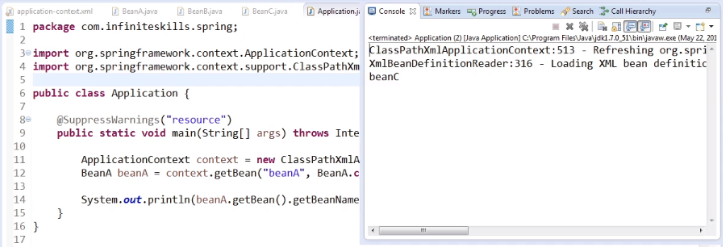 application-context.xml BeanA.java BeanB.java BeanC.java Application.ja
1 package com.infiniteskills.spring;
2
3 import org.springframework.context.ApplicationContext;
4 import org.springframework.context.support.ClassPathXm
5
6 public class Application {
7
8 @SuppressWarnings("resource")
9 public static void main(String[] args) throws Inte
10
11 ApplicationContext context = new ClassPathXmlA
12 BeanA beanA = context.getBean("beanA", BeanA.c
13
14 System.out.println(beanA.getBean().getBeanName
15 }
16 }
17
Console Markers Progress Problems Search Call Hierarchy
<terminated> Application (2) [Java Application] C:\Program Files\Java\jdk1.7.0_51\bin\javaw.exe (May 22, 201
ClassPathXmlApplicationContext:513 - Refreshing org.spri
XmlBeanDefinitionReader:316 - Loading XML bean definitic
beanC